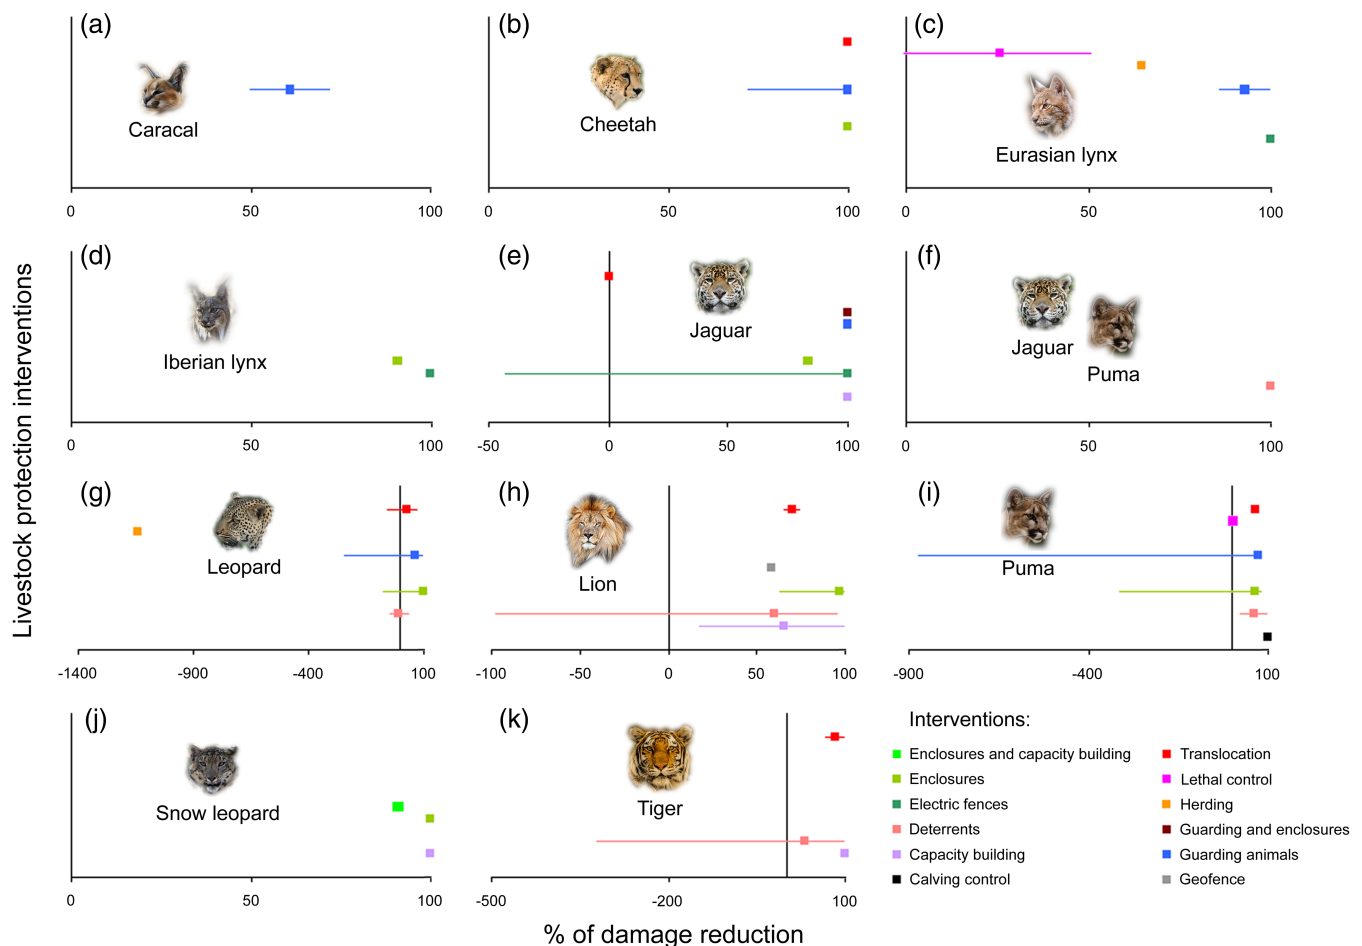 (a)
Caracal
0 50 100
(b)
Cheetah
0 50 100
(c)
Eurasian lynx
0 50 100
Livestock protection interventions
(d)
Iberian lynx
0 50 100
(e)
Jaguar
-50 0 50 100
(f)
Jaguar
Puma
0 50 100
(g)
Leopard
-1400 -900 -400 100
(h)
Lion
-100 -50 0 50 100
(i)
Puma
-900 -400 100
(j)
Snow leopard
0 50 100
(k)
Tiger
-500 -200 100
% of damage reduction
Interventions:
Enclosures and capacity building
Enclosures
Electric fences
Deterrents
Capacity building
Calving control
Translocation
Lethal control
Herding
Guarding and enclosures
Guarding animals
Geofence